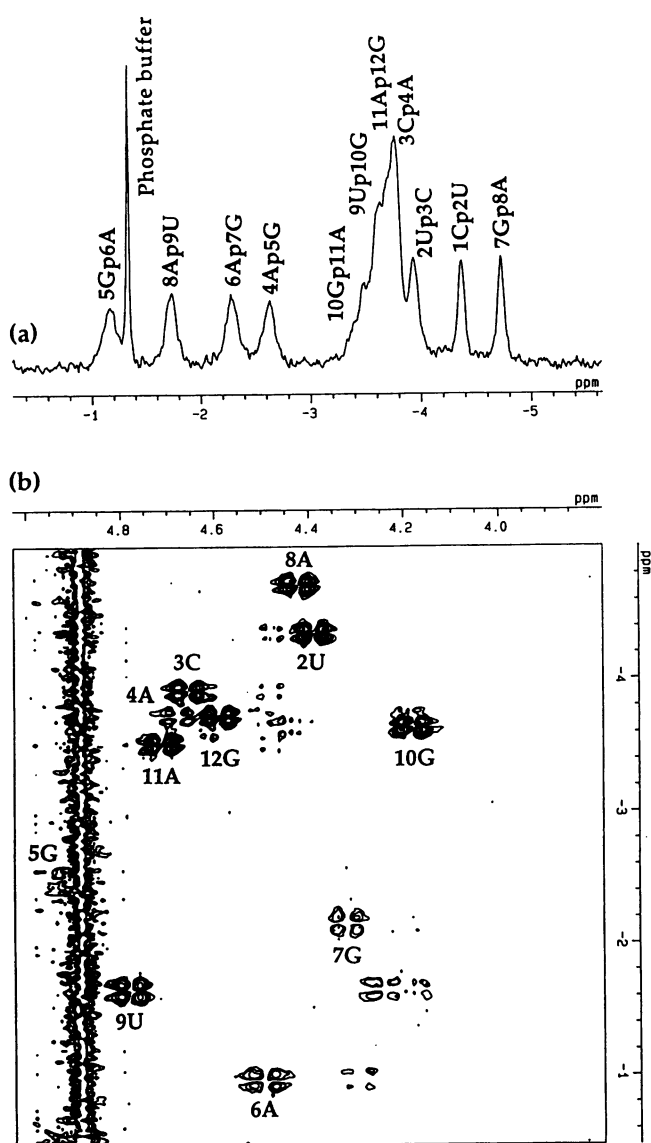 Phosphate buffer
11Ap12G
3Cp4A
9Up10G
2Up3C
10Gp11A
5Gp6A
8Ap9U
6Ap7G
4Ap5G
1Cp2U
7Gp8A
(a)
ppm
-1 -2 -3 -4 -5
(b)
ppm
4.8 4.6 4.4 4.2 4.0
ppm
8A
2U
3C
4A
-4
12G
10G
11A
-3
5G
7G
-2
9U
-1
6A